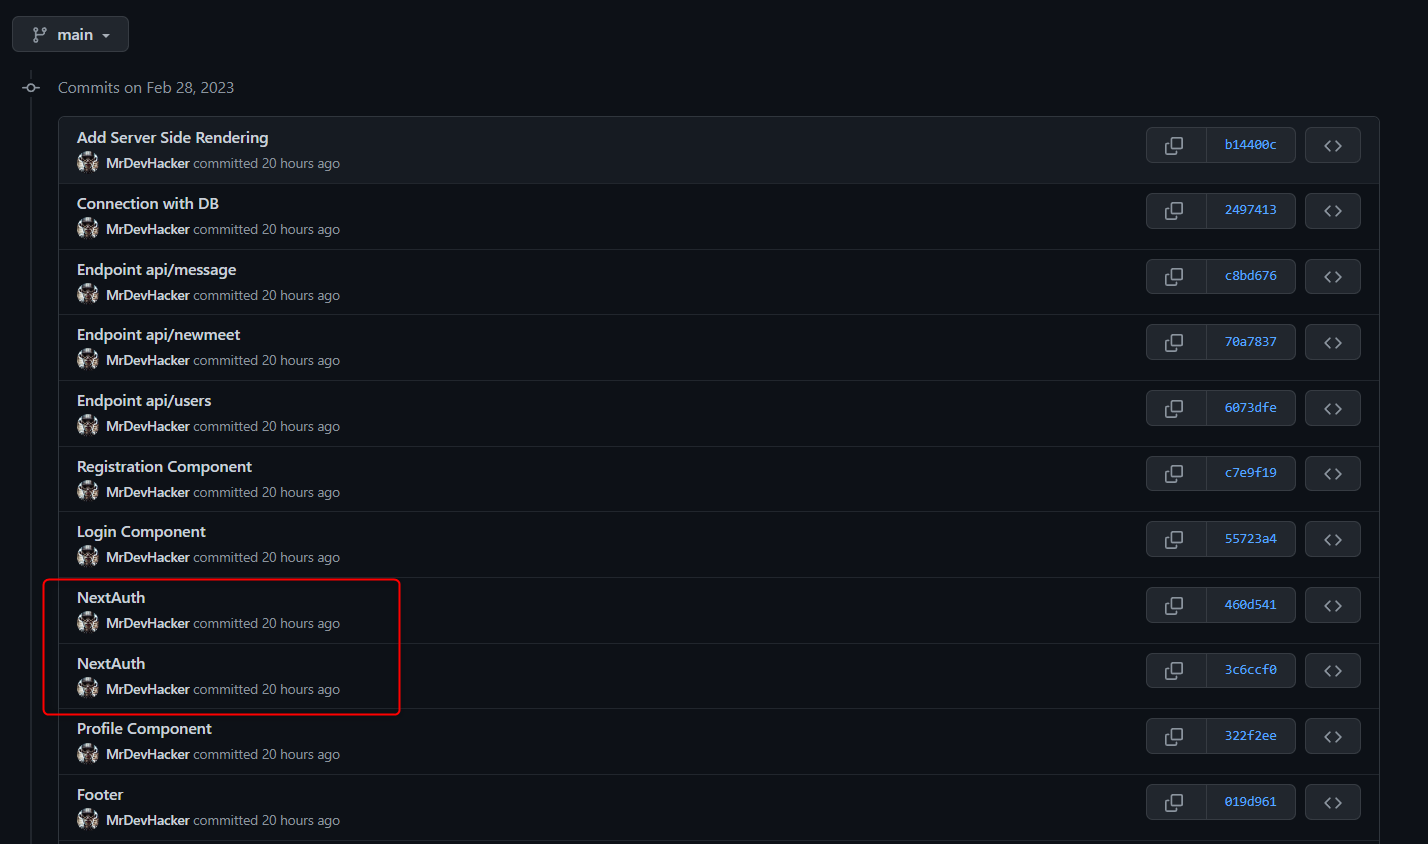 main
Commits on Feb 28, 2023
Add Server Side Rendering
MrDevHacker committed 20 hours ago
b14400c
Connection with DB
MrDevHacker committed 20 hours ago
2497413
Endpoint api/message
MrDevHacker committed 20 hours ago
c8bd676
Endpoint api/newmeet
MrDevHacker committed 20 hours ago
70a7837
Endpoint api/users
MrDevHacker committed 20 hours ago
6073dfe
Registration Component
MrDevHacker committed 20 hours ago
c7e9f19
Login Component
MrDevHacker committed 20 hours ago
55723a4
NextAuth
MrDevHacker committed 20 hours ago
460d541
NextAuth
MrDevHacker committed 20 hours ago
3c6ccf0
Profile Component
MrDevHacker committed 20 hours ago
322f2ee
Footer
MrDevHacker committed 20 hours ago
019d961